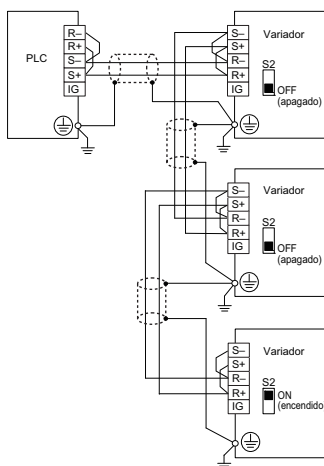 PLC
R–
R+
S–
S+
IG
S–
S+
R–
R+
IG
Variador
S2
OFF
(apagado)
S–
S+
R–
R+
IG
Variador
S2
OFF
(apagado)
S–
S+
R–
R+
IG
Variador
S2
ON
(encendido